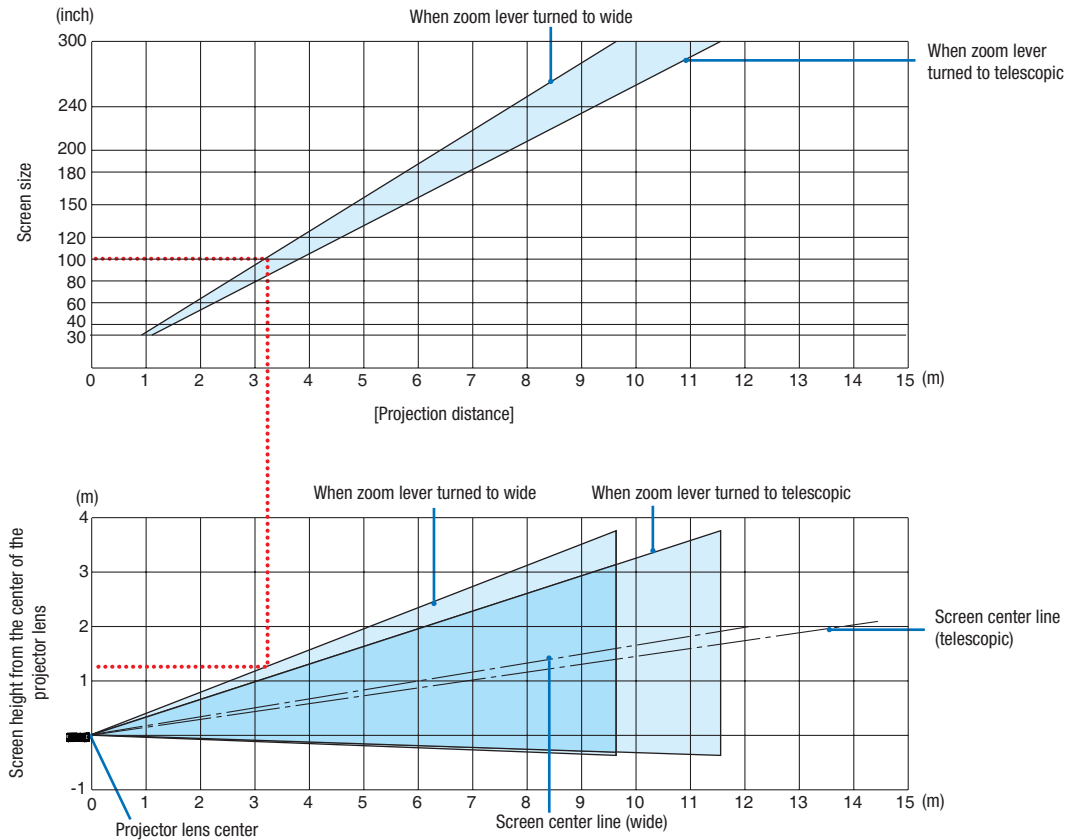 (inch)
When zoom lever turned to wide
When zoom lever
turned to telescopic
Screen size
300
240
200
180
150
120
100
80
60
40
30
0 1 2 3 4 5 6 7 8 9 10 11 12 13 14 15 (m)
[Projection distance]
(m)
When zoom lever turned to wide
When zoom lever turned to telescopic
Screen height from the center of the
projector lens
4
3
2
1
-1
Screen center line
(telescopic)
0 1 2 3 4 5 6 7 8 9 10 11 12 13 14 15 (m)
Projector lens center
Screen center line (wide)